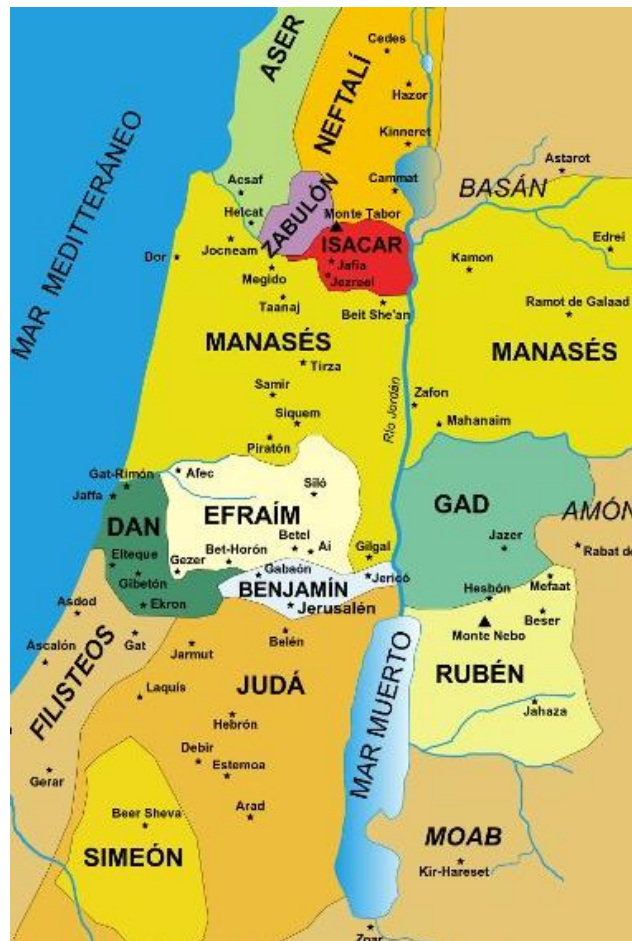 Cedes
ASER
NEFTALÍ
Hazor
Kinneret
Astarot
Acsaf
Cammat
BASÁN
MAR MEDITTERÁNEO
Helcat
ZABULÓN
Monte Tabor
Jocneam
ISACAR
Edrei
Dor
Jafia
Kamon
Megido
Jezreel
Taanaj
Beit She'an
Ramot de Galaad
MANASÉS
MANASÉS
Tirza
Samir
Río Jordán
Zafon
Siquem
Mahanaim
Piratón
Gat-Rimón
Afec
Siló
Jaffa
GAD
DAN
EFRAÍM
AMÓN
Betel
Ai
Gilgal
Jazer
Rabat de
Elteque
Gezer
Bet-Horón
Gabaón
Jericó
Gibetón
BENJAMÍN
Hesbón
Mefaat
Asdod
Ekron
Jerusalén
Beser
Belén
Monte Nebo
Ascalón
Gat
Jarmut
FILISTEOS
JUDÁ
MAR MUERTO
RUBÉN
Laquis
Jahaza
Hebrón
Debir
Estemoa
Gerar
Arad
Beer Sheva
MOAB
SIMEÓN
Kir-Hareset